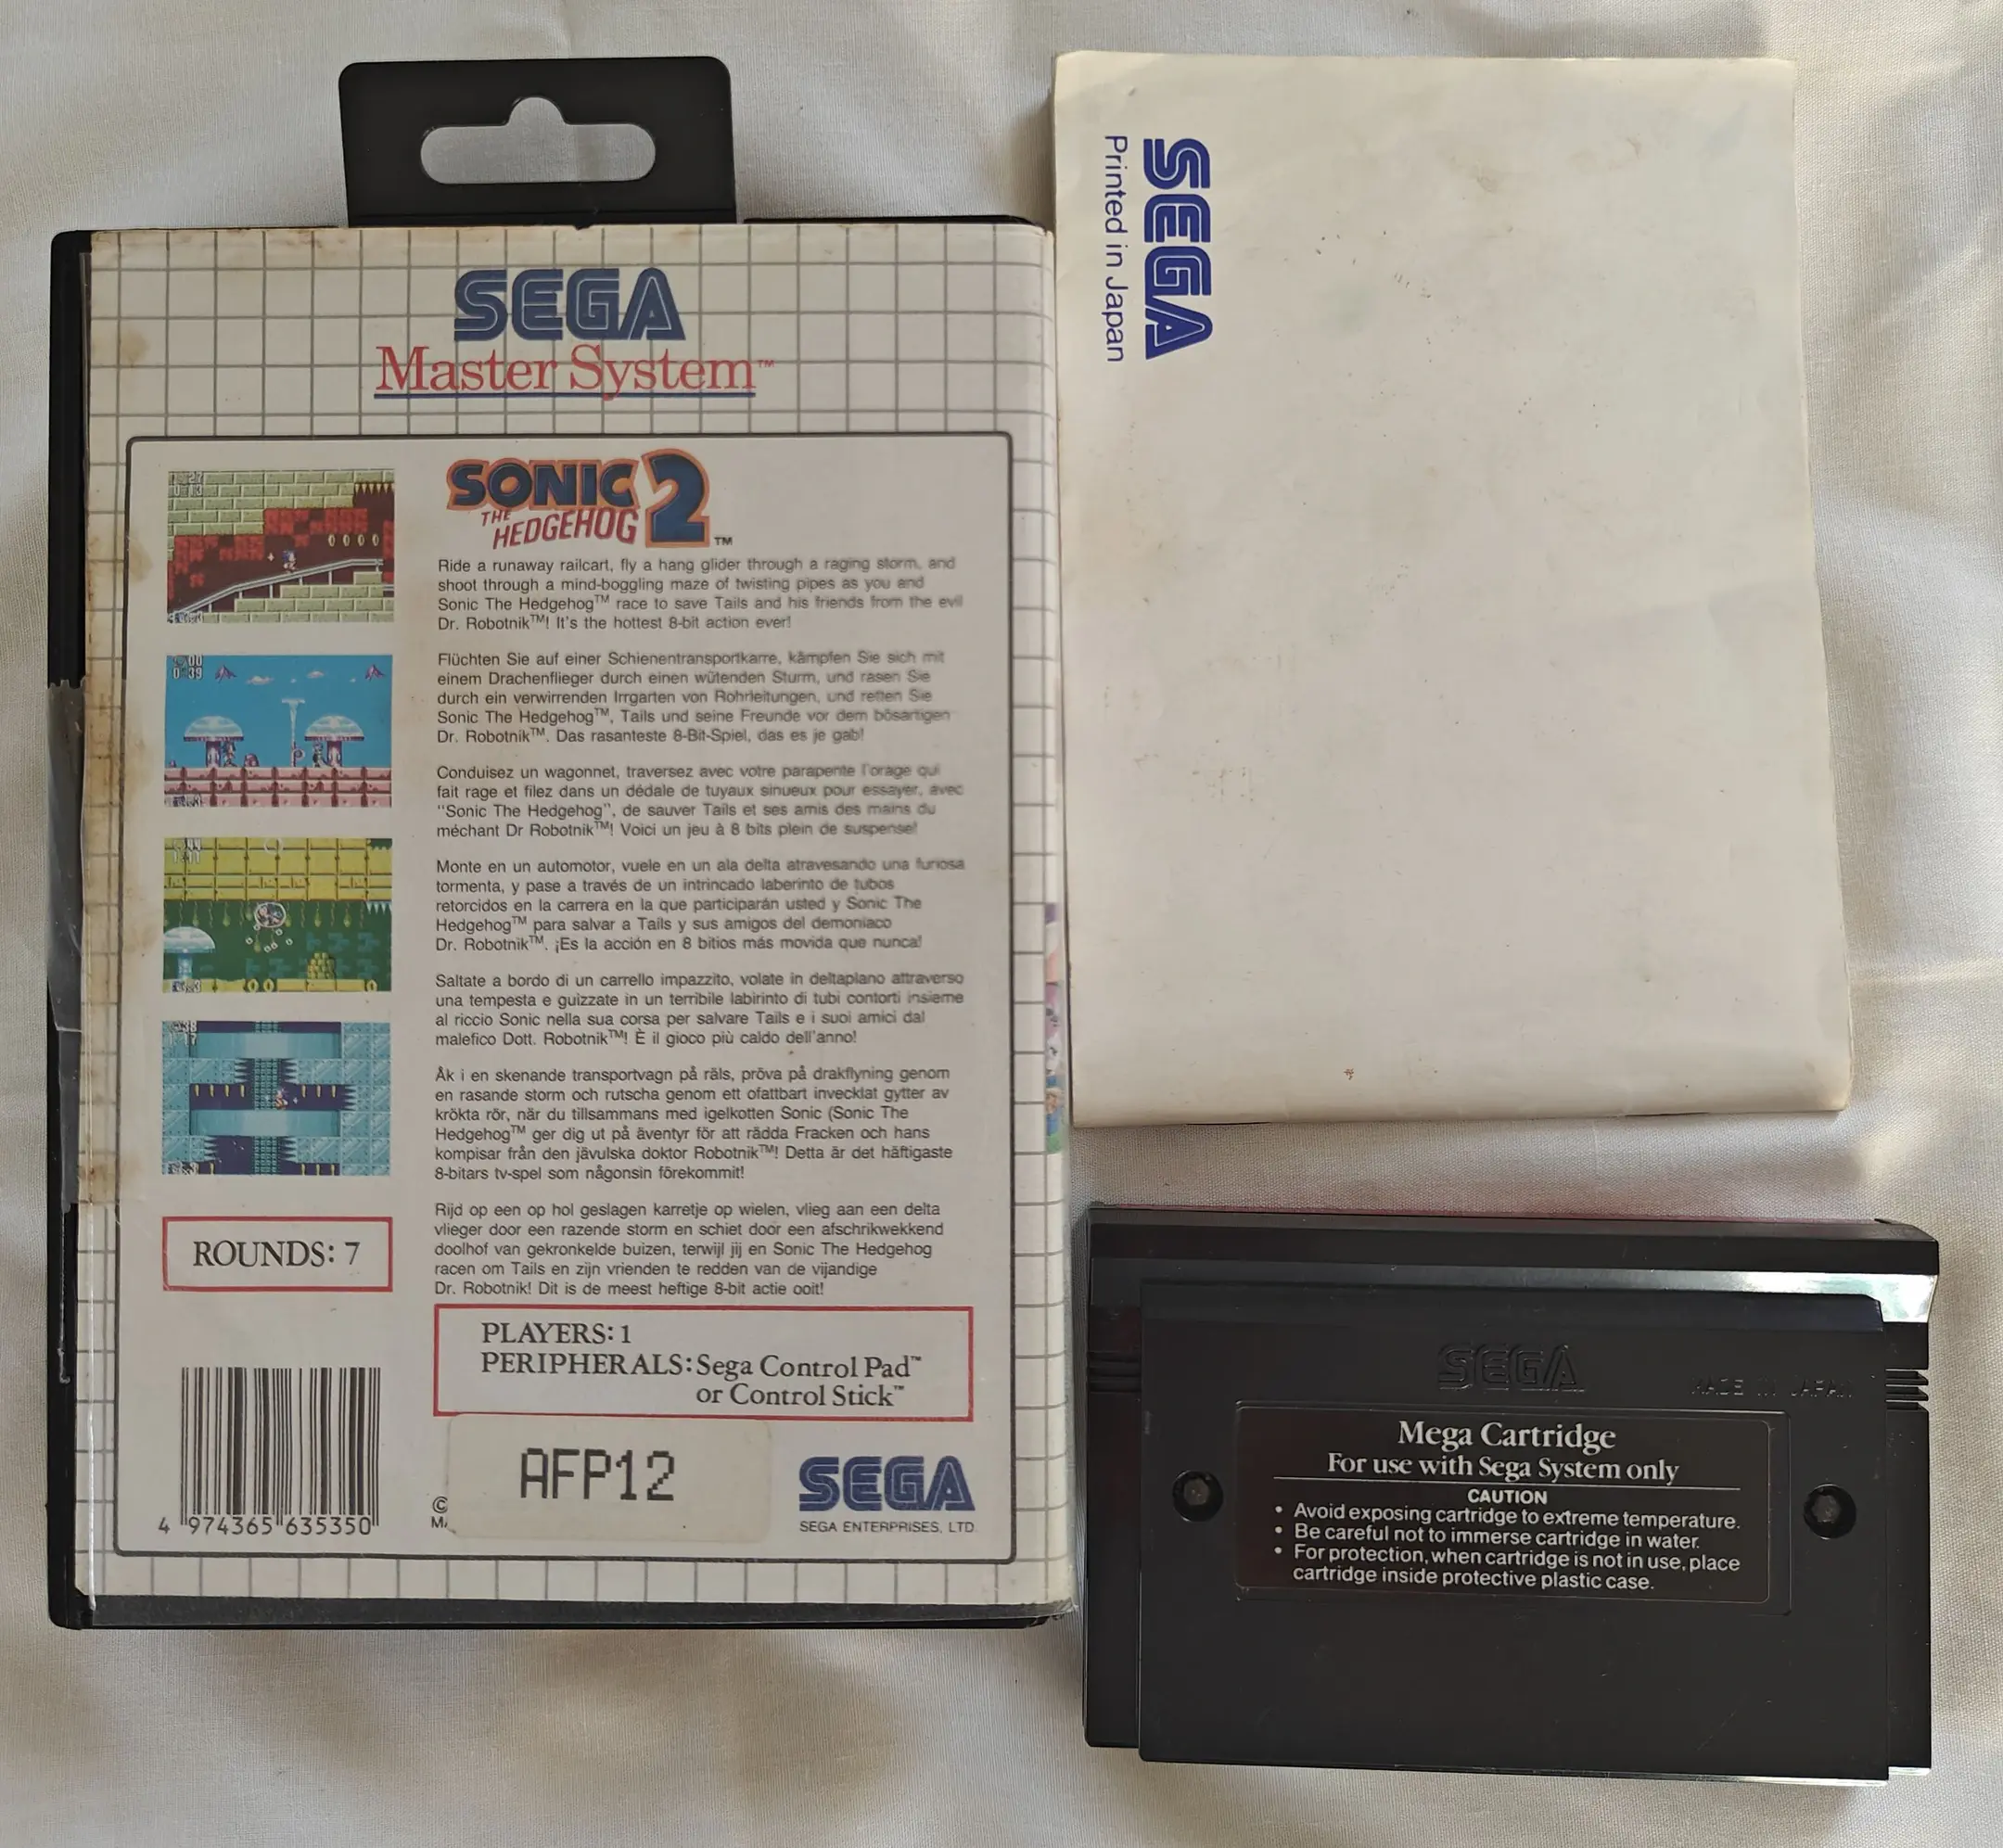 SEGA
Master System™
SONIC
THE
HEDGEHOG
2™
Ride a runaway railcart, fly a hang glider through a raging storm, and
shoot through a mind-boggling maze of twisting pipes as you and
Sonic The Hedgehog™ race to save Tails and his friends from the evil
Dr. Robotnik™! It's the hottest 8-bit action ever!
Flüchten Sie auf einer Schienentransportkarre, kämpfen Sie sich mit
einem Drachenflieger durch einen wütenden Sturm, und rasen Sie
durch ein verwirrenden Irrgarten von Rohrleitungen, und retten Sie
Sonic The Hedgehog™, Tails und seine Freunde vor dem bösartigen
Dr. Robotnik™. Das rasanteste 8-Bit-Spiel, das es je gab!
Conduisez un wagonnet, traversez avec votre parapente l'orage qui
fait rage et filez dans un dédale de tuyaux sinueux pour essayer, avec
"Sonic The Hedgehog", de sauver Tails et ses amis des mains du
méchant Dr Robotnik™! Voici un jeu à 8 bits plein de suspense!
Monte en un automotor, vuele en un ala delta atravesando una furiosa
tormenta, y pase a través de un intrincado laberinto de tubos
retorcidos en la carrera en la que participarán usted y Sonic The
Hedgehog™ para salvar a Tails y sus amigos del demoniaco
Dr. Robotnik™. ¡Es la acción en 8 bitios más movida que nunca!
Saltate a bordo di un carrello impazzito, volate in deltaplano attraverso
una tempesta e guizzate in un terribile labirinto di tubi contorti insieme
al riccio Sonic nella sua corsa per salvare Tails e i suoi amici dal
malefico Dott. Robotnik™! È il gioco più caldo dell'anno!
Åk i en skenande transportvagn på räls, pröva på drakflyning genom
en rasande storm och rutscha genom ett ofattbart invecklat gytter av
krökta rör, när du tillsammans med igelkotten Sonic (Sonic The
Hedgehog™ ger dig ut på äventyr för att rädda Fracken och hans
kompisar från den jävulska doktor Robotnik™! Detta är det häftigaste
8-bitars tv-spel som någonsin förekommit!
Rijd op een op hol geslagen karretje op wielen, vlieg aan een delta
vlieger door een razende storm en schiet door een afschrikwekkend
doolhof van gekronkelde buizen, terwijl jij en Sonic The Hedgehog
racen om Tails en zijn vrienden te redden van de vijandige
Dr. Robotnik! Dit is de meest heftige 8-bit actie ooit!
ROUNDS: 7
PLAYERS: 1
PERIPHERALS: Sega Control Pad™
or Control Stick™
4 974365 635350
©
AFP12
SEGA
SEGA ENTERPRISES, LTD.
SEGA
Printed in Japan
SEGA
MADE IN JAPAN
Mega Cartridge
For use with Sega System only
CAUTION
• Avoid exposing cartridge to extreme temperature.
• Be careful not to immerse cartridge in water.
• For protection, when cartridge is not in use, place
cartridge inside protective plastic case.